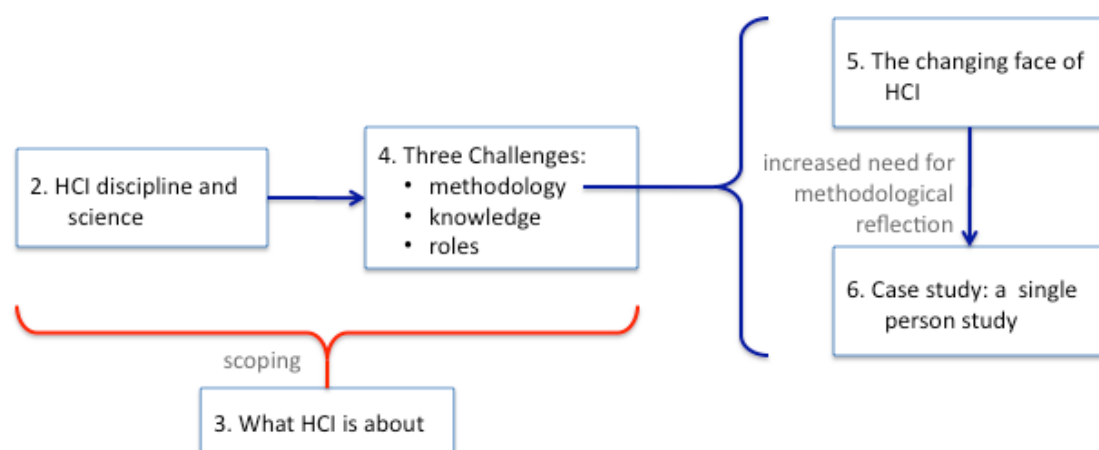 2. HCI discipline and
science
4. Three Challenges:
• methodology
• knowledge
• roles
5. The changing face of
HCI
increased need for
methodological
reflection
6. Case study: a single
person study
scoping
3. What HCI is about